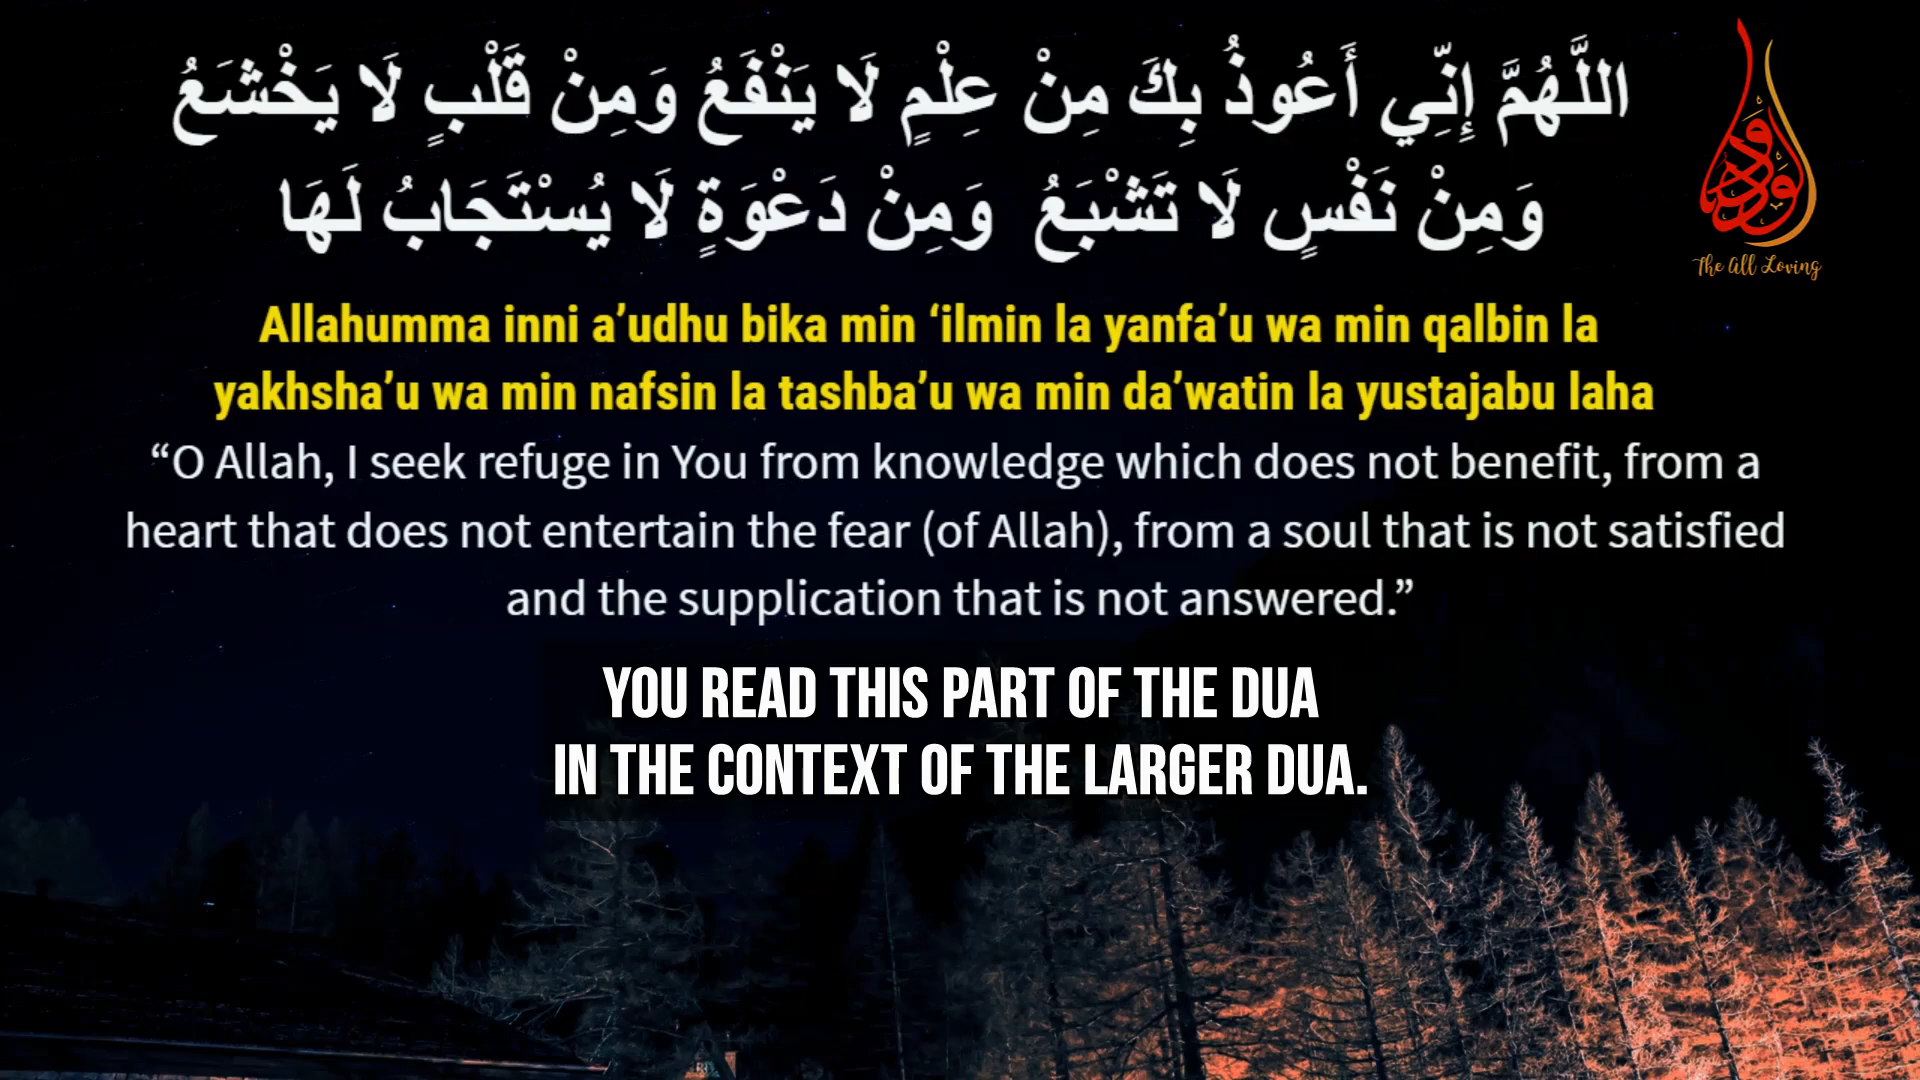 اللَّهُمَّ إِنِّي أَعُوذُ بِكَ مِنْ عِلْمٍ لَا يَنْفَعُ وَمِنْ قَلْبٍ لَا يَخْشَعُ
وَمِنْ نَفْسٍ لَا تَشْبَعُ وَمِنْ دَعْوَةٍ لَا يُسْتَجَابُ لَهَا
The All Loving
Allahumma inni a’udhu bika min ‘ilmin la yanfa’u wa min qalbin la
yakhsha’u wa min nafsin la tashba’u wa min da’watin la yustajabu laha
“O Allah, I seek refuge in You from knowledge which does not benefit, from a
heart that does not entertain the fear (of Allah), from a soul that is not satisfied
and the supplication that is not answered.”
YOU READ THIS PART OF THE DUA
IN THE CONTEXT OF THE LARGER DUA.